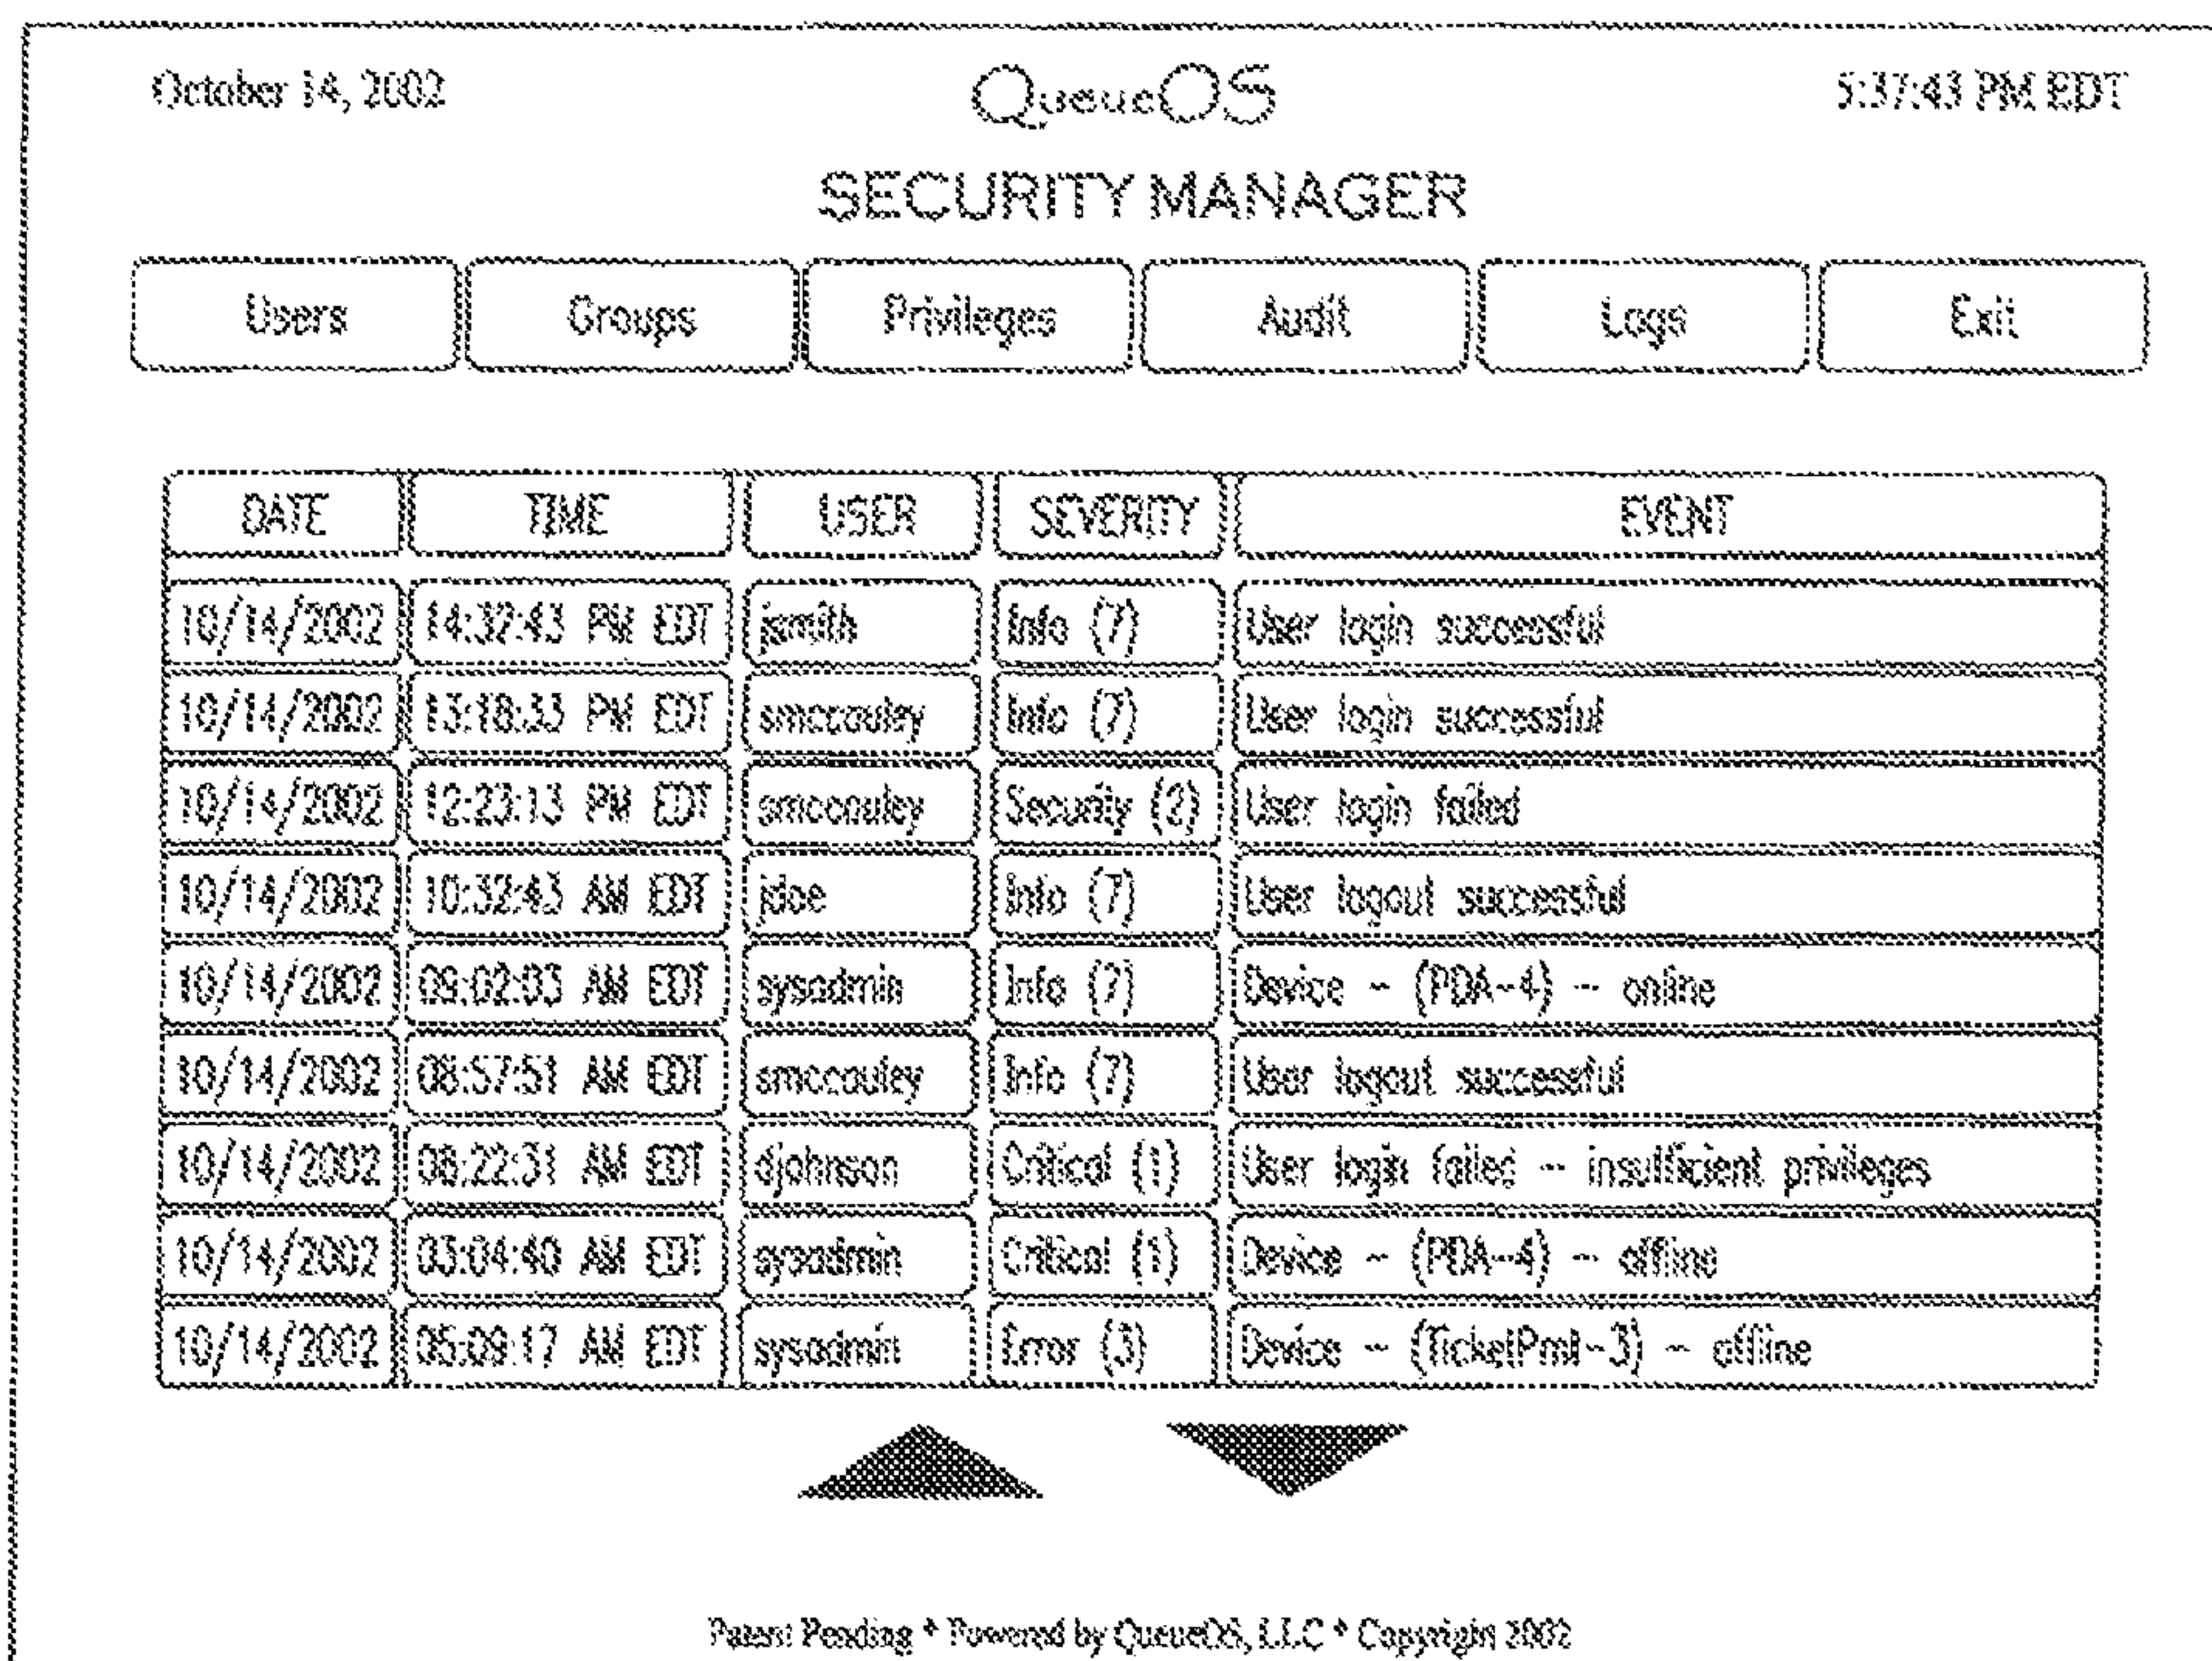 October 14, 2002 QueueOS 5:37:43 PM EDT
SECURITY MANAGER
Users Groups Privileges Audit Logs Exit
DATE TIME USER SEVERITY EVENT
10/14/2002 14:32:43 PM EDT jsmith Info (7) User login successful
10/14/2002 13:18:33 PM EDT smccauley Info (7) User login successful
10/14/2002 12:23:13 PM EDT smccauley Security (2) User login failed
10/14/2002 10:32:43 AM EDT jdoe Info (7) User logout successful
10/14/2002 09:02:03 AM EDT sysadmin Info (7) Device - (PDA-4) - online
10/14/2002 08:57:51 AM EDT smccauley Info (7) User logout successful
10/14/2002 08:22:31 AM EDT djohnson Critical (1) User login failed - insufficient privileges
10/14/2002 03:04:40 AM EDT sysadmin Critical (1) Device - (PDA-4) - offline
10/14/2002 05:09:17 AM EDT sysadmin Error (3) Device - - offline
Patent Pending * Powered by QueueOS, LLC * Copyright 2002